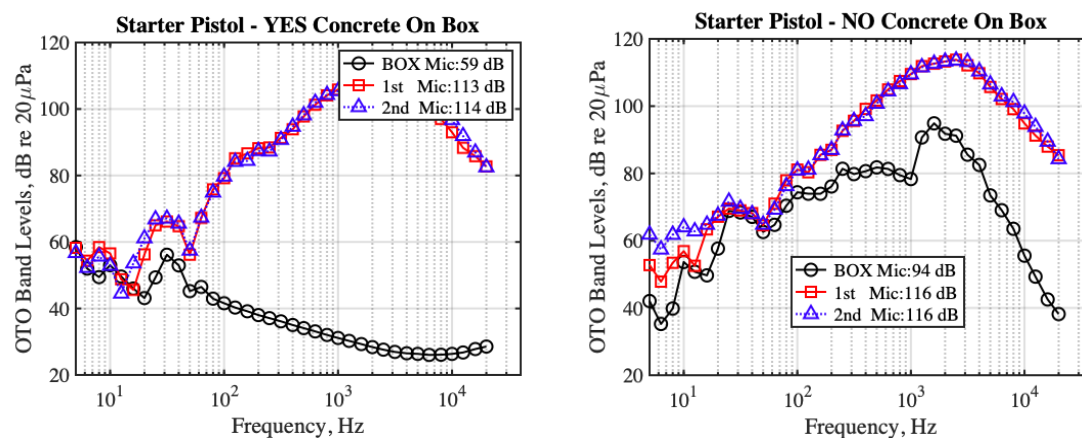 Starter Pistol - YES Concrete On Box
120
100
80
60
40
20
OTO Band Levels, dB re 20μPa
BOX Mic:59 dB
1st Mic:113 dB
2nd Mic:114 dB
10^1
10^2
10^3
10^4
Frequency, Hz
Starter Pistol - NO Concrete On Box
120
100
80
60
40
20
OTO Band Levels, dB re 20μPa
BOX Mic:94 dB
1st Mic:116 dB
2nd Mic:116 dB
10^1
10^2
10^3
10^4
Frequency, Hz